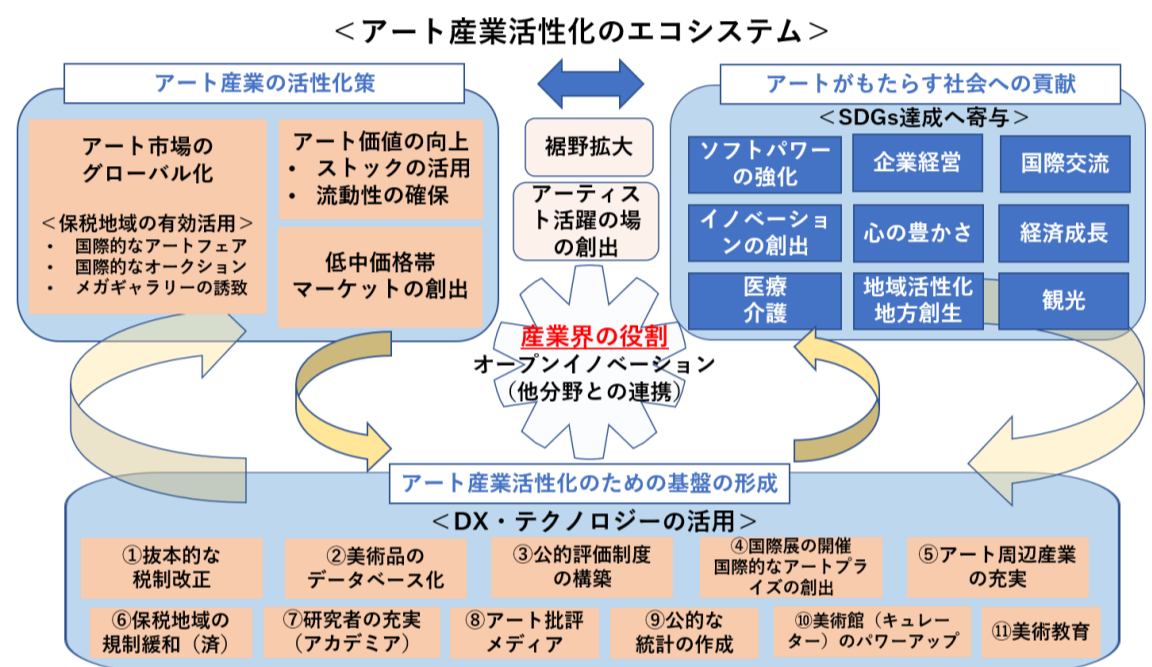 ＜アート産業活性化のエコシステム＞
アート産業の活性化策
アート市場の
グローバル化
＜保税地域の有効活用＞
・ 国際的なアートフェア
・ 国際的なオークション
・ メガギャラリーの誘致
アート価値の向上
・ ストックの活用
・ 流動性の確保
低中価格帯
マーケットの創出
裾野拡大
アーティス
ト活躍の場
の創出
産業界の役割
オープンイノベーション
（他分野との連携）
アートがもたらす社会への貢献
＜SDGs達成へ寄与＞
ソフトパワー
の強化
企業経営
国際交流
イノベーショ
ンの創出
心の豊かさ
経済成長
医療
介護
地域活性化
地方創生
観光
アート産業活性化のための基盤の形成
＜DX・テクノロジーの活用＞
①抜本的な
税制改正
②美術品の
データベース化
③公的評価制度
の構築
④国際展の開催
国際的なアートプラ
イズの創出
⑤アート周辺産業
の充実
⑥保税地域の
規制緩和（済）
⑦研究者の充実
（アカデミア）
⑧アート批評
メディア
⑨公的な
統計の作成
⑩美術館（キュレー
ター）のパワーアップ
⑪美術教育